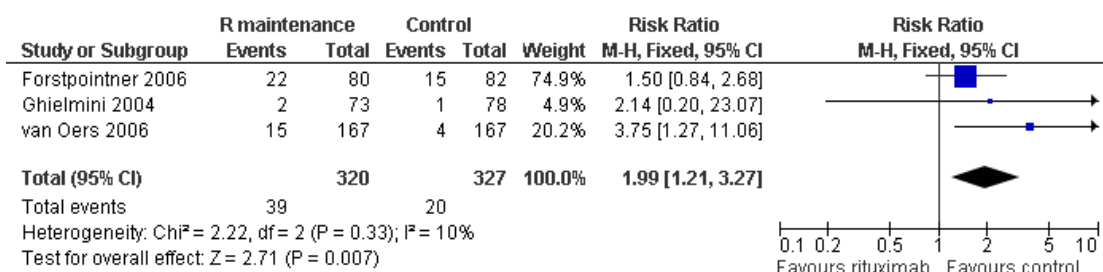 R maintenance Control Risk Ratio Risk Ratio
Study or Subgroup Events Total Events Total Weight M-H, Fixed, 95% CI M-H, Fixed, 95% CI
Forstpointner 2006 22 80 15 82 74.9% 1.50 [0.84, 2.68]
Ghielmini 2004 2 73 1 78 4.9% 2.14 [0.20, 23.07]
van Oers 2006 15 167 4 167 20.2% 3.75 [1.27, 11.06]
Total (95% CI) 320 327 100.0% 1.99 [1.21, 3.27]
Total events 39 20
Heterogeneity: Chi² = 2.22, df = 2 (P = 0.33); I² = 10%
Test for overall effect: Z = 2.71 (P = 0.007)
0.1 0.2 0.5 1 2 5 10
Favours rituximab Favours control